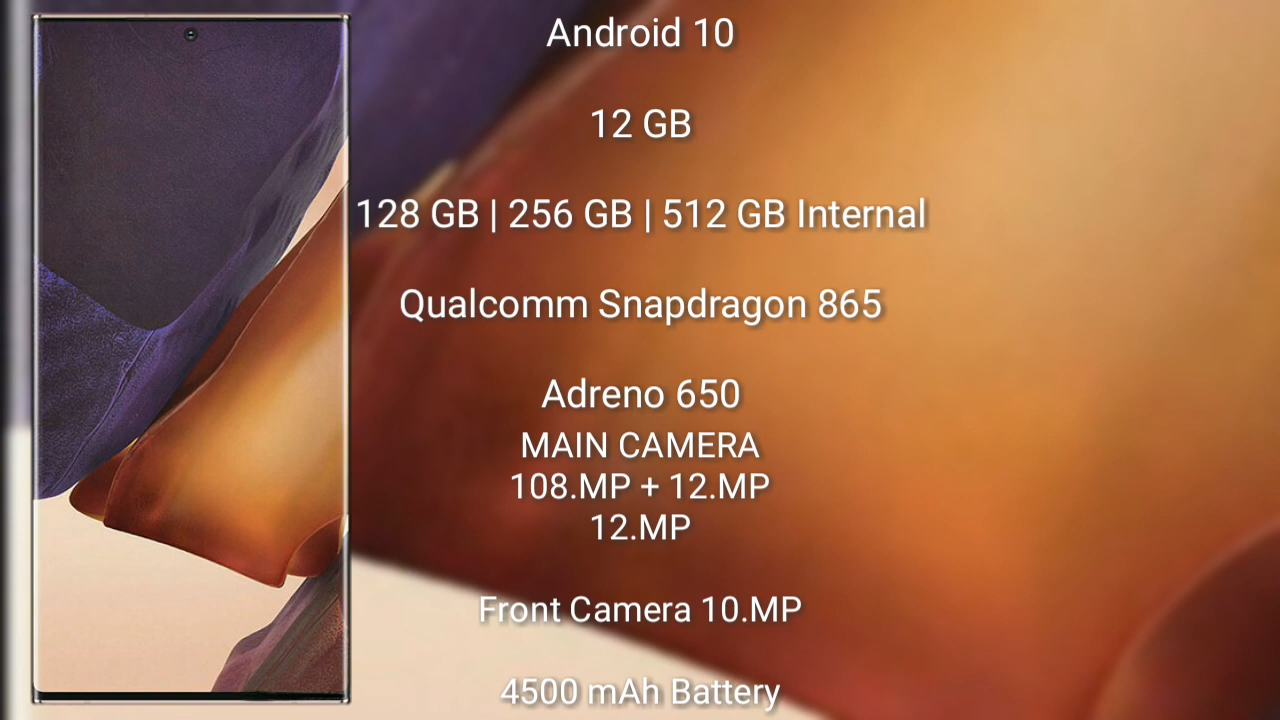 Android 10
12 GB
128 GB | 256 GB | 512 GB Internal
Qualcomm Snapdragon 865
Adreno 650
MAIN CAMERA
108.MP + 12.MP
12.MP
Front Camera 10.MP
4500 mAh Battery